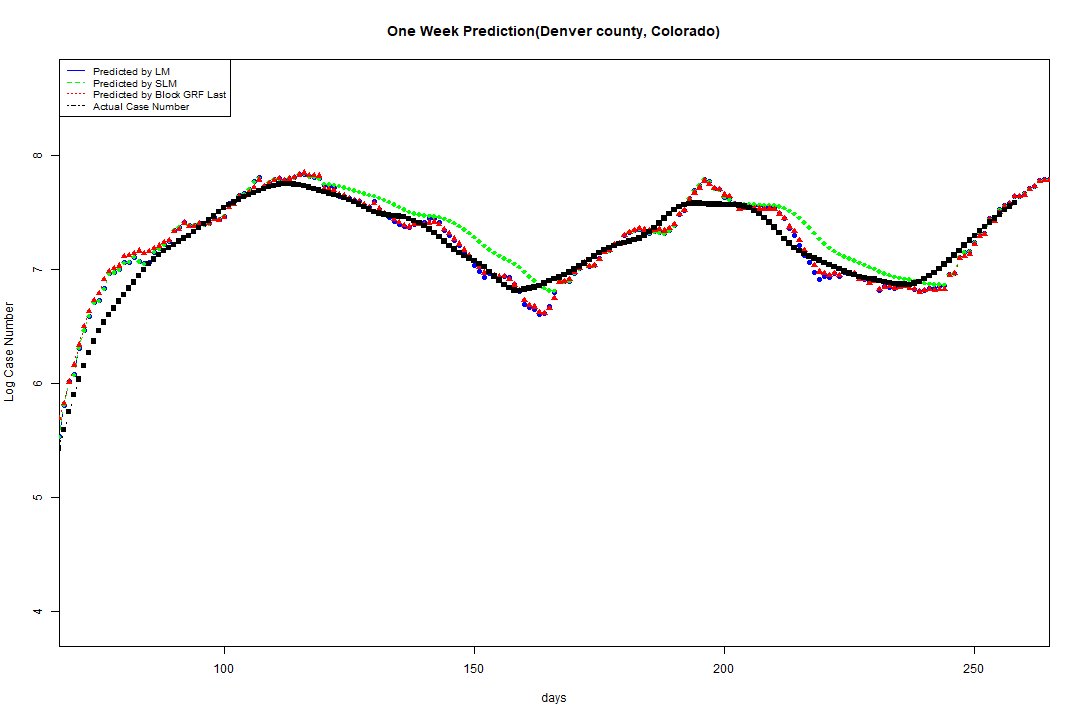 One Week Prediction(Denver county, Colorado)
Predicted by LM
Predicted by SLM
Predicted by Block GRF Last
Actual Case Number
8
7
6
5
4
Log Case Number
100 150 200 250
days